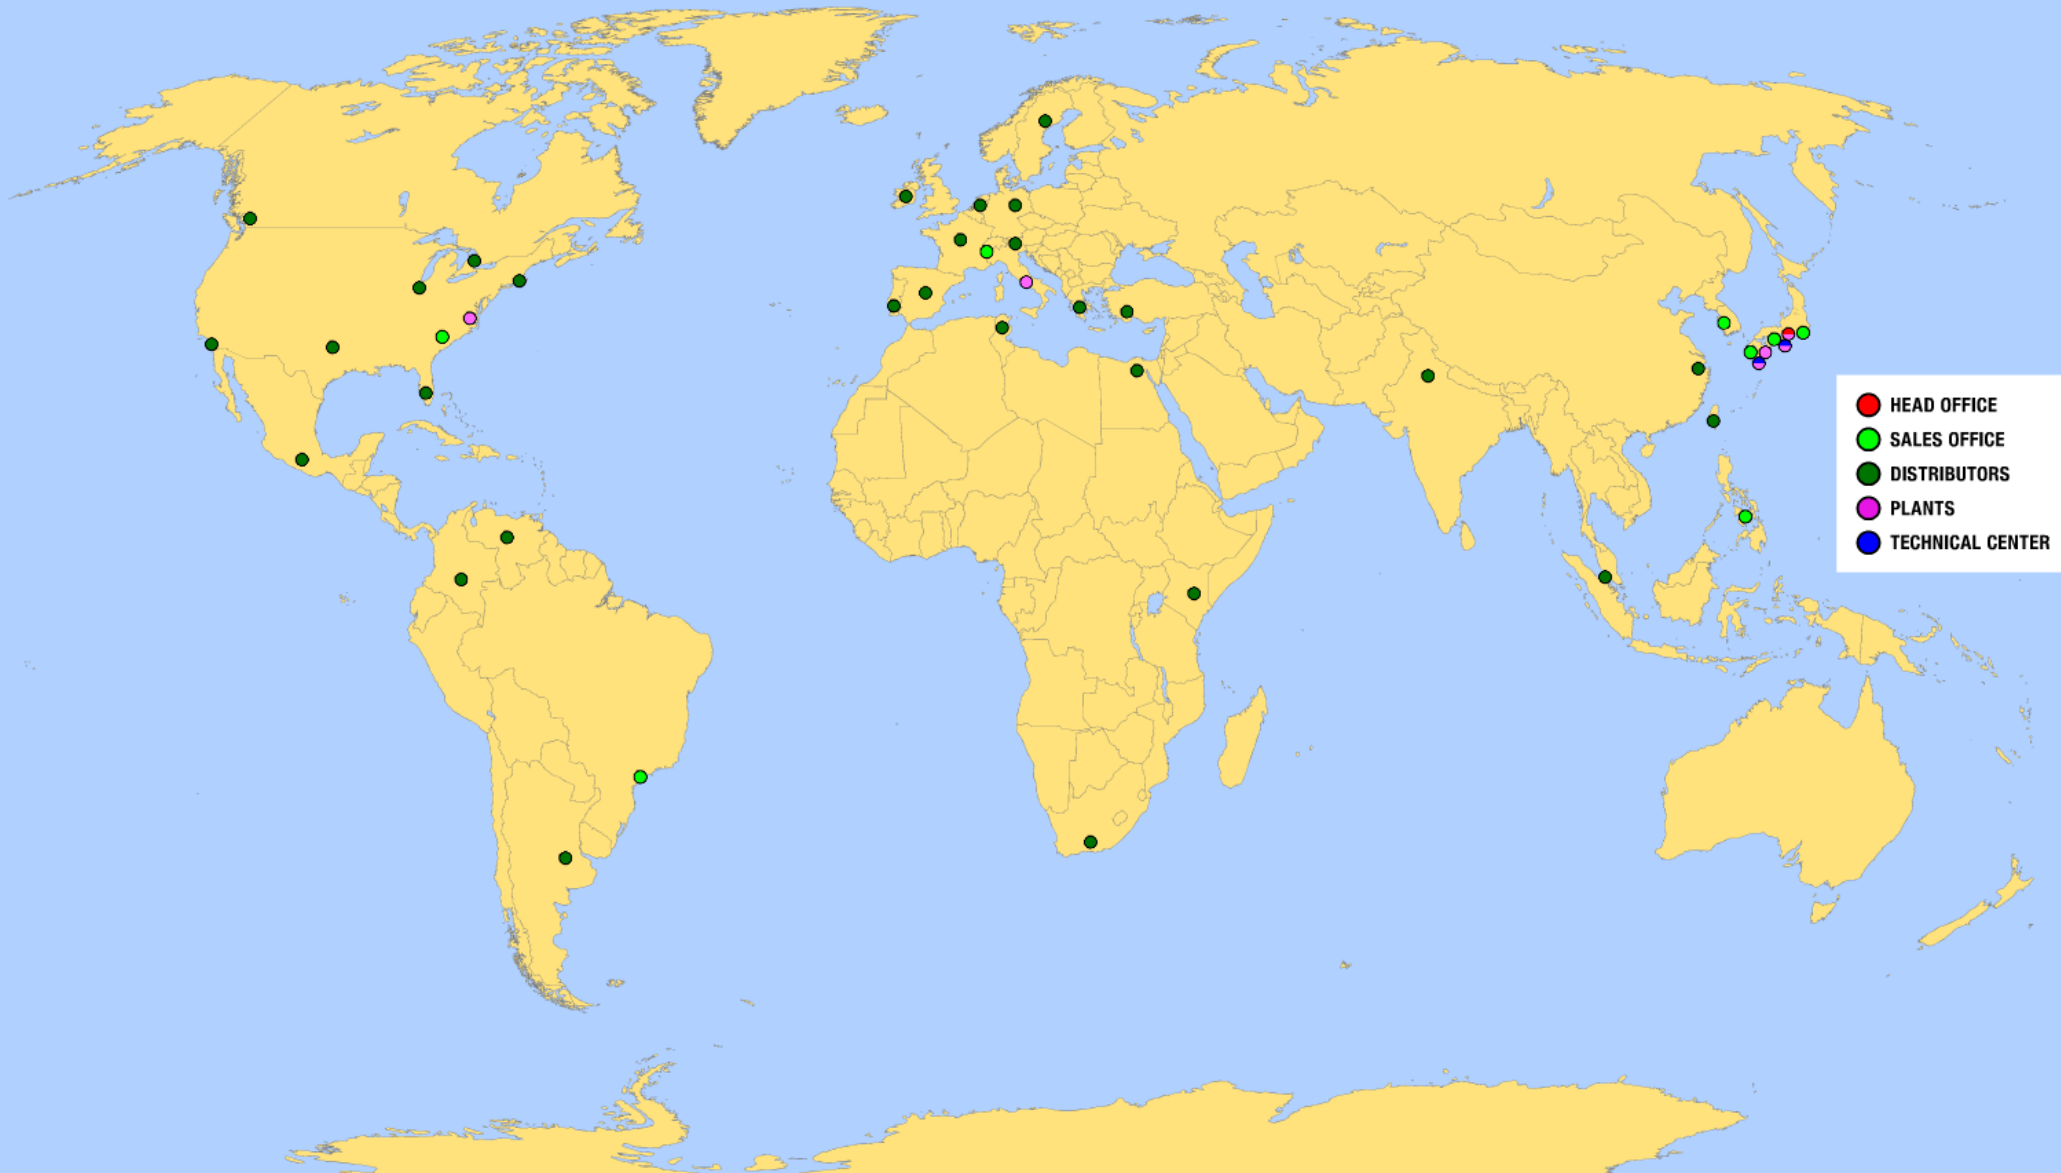 HEAD OFFICE
SALES OFFICE
DISTRIBUTORS
PLANTS
TECHNICAL CENTER